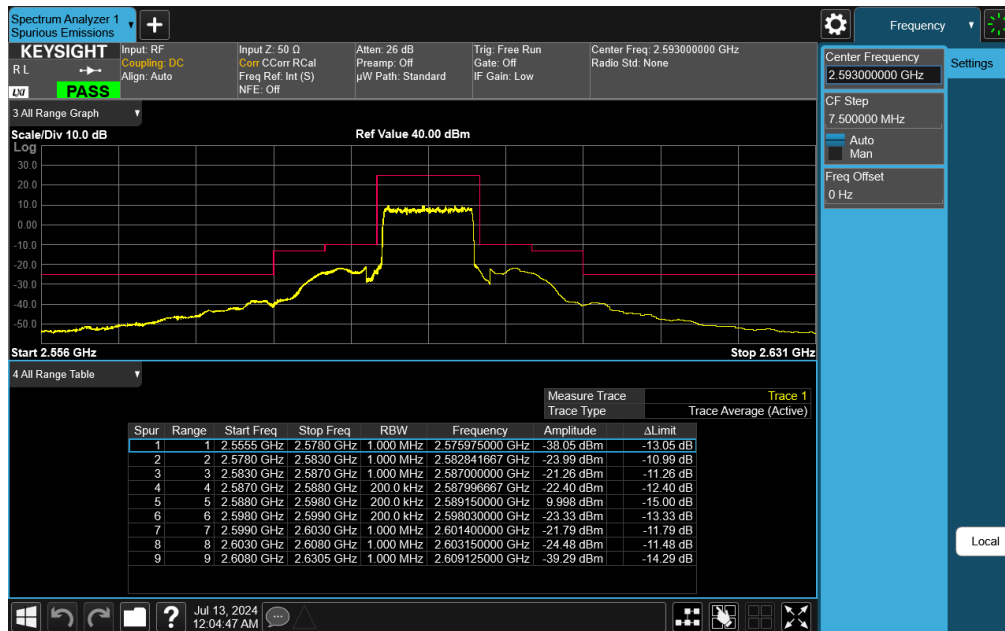 Spectrum Analyzer 1
Spurious Emissions
Frequency
KEYSIGHT
R L
LXI
PASS
Input: RF
Coupling: DC
Align: Auto
Input Z: 50 Ω
Corr CCorr RCal
Freq Ref: Int (S)
NFE: Off
Atten: 26 dB
Preamp: Off
µW Path: Standard
Trig: Free Run
Gate: Off
IF Gain: Low
Center Freq: 2.593000000 GHz
Radio Std: None
Center Frequency
2.593000000 GHz
Settings
CF Step
7.500000 MHz
Auto
Man
Freq Offset
0 Hz
Local
3 All Range Graph
Scale/Div 10.0 dB
Ref Value 40.00 dBm
Log
30.0
20.0
10.0
0.00
-10.0
-20.0
-30.0
-40.0
-50.0
Start 2.556 GHz
Stop 2.631 GHz
4 All Range Table
Measure Trace Trace 1
Trace Type Trace Average (Active)
Spur Range Start Freq Stop Freq RBW Frequency Amplitude ΔLimit
1 1 2.5555 GHz 2.5780 GHz 1.000 MHz 2.575975000 GHz -38.05 dBm -13.05 dB
2 2 2.5780 GHz 2.5830 GHz 1.000 MHz 2.582841667 GHz -23.99 dBm -10.99 dB
3 3 2.5830 GHz 2.5870 GHz 1.000 MHz 2.587000000 GHz -21.26 dBm -11.26 dB
4 4 2.5870 GHz 2.5880 GHz 200.0 kHz 2.587996667 GHz -22.40 dBm -12.40 dB
5 5 2.5880 GHz 2.5980 GHz 200.0 kHz 2.589150000 GHz 9.998 dBm -15.00 dB
6 6 2.5980 GHz 2.5990 GHz 200.0 kHz 2.598030000 GHz -23.33 dBm -13.33 dB
7 7 2.5990 GHz 2.6030 GHz 1.000 MHz 2.601400000 GHz -21.79 dBm -11.79 dB
8 8 2.6030 GHz 2.6080 GHz 1.000 MHz 2.603150000 GHz -24.48 dBm -11.48 dB
9 9 2.6080 GHz 2.6305 GHz 1.000 MHz 2.609125000 GHz -39.29 dBm -14.29 dB
Jul 13, 2024
12:04:47 AM